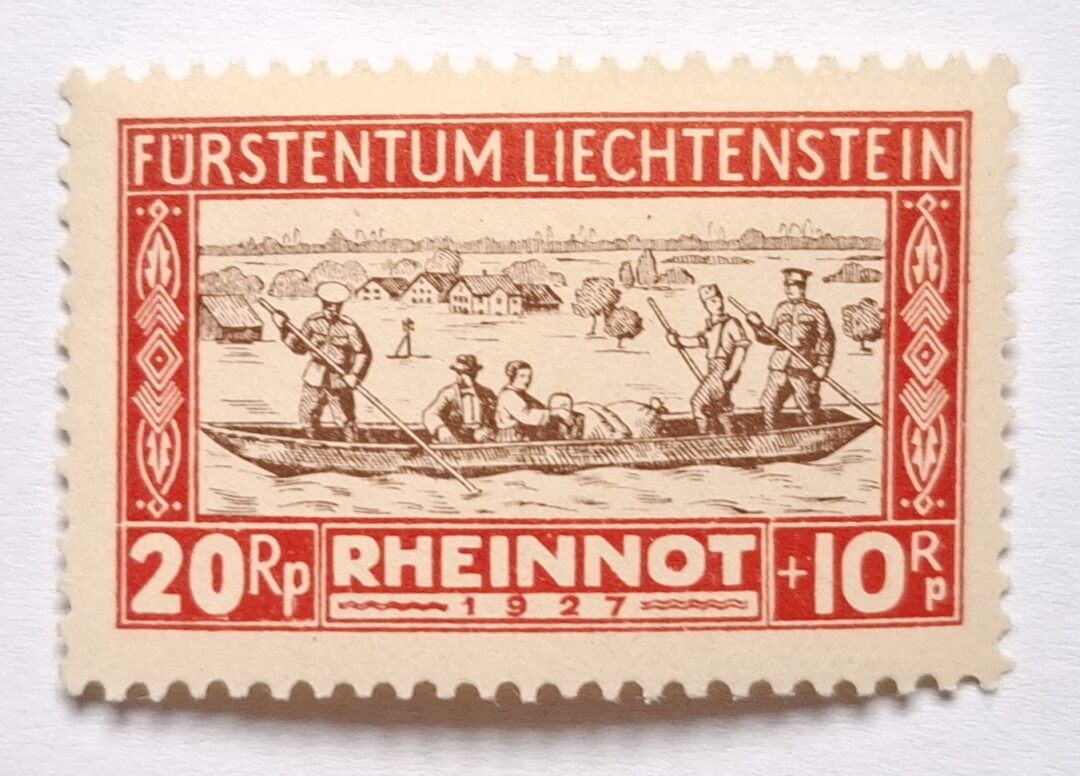 FÜRSTENTUM LIECHTENSTEIN
20Rp RHEINNOT +10Rp
1927